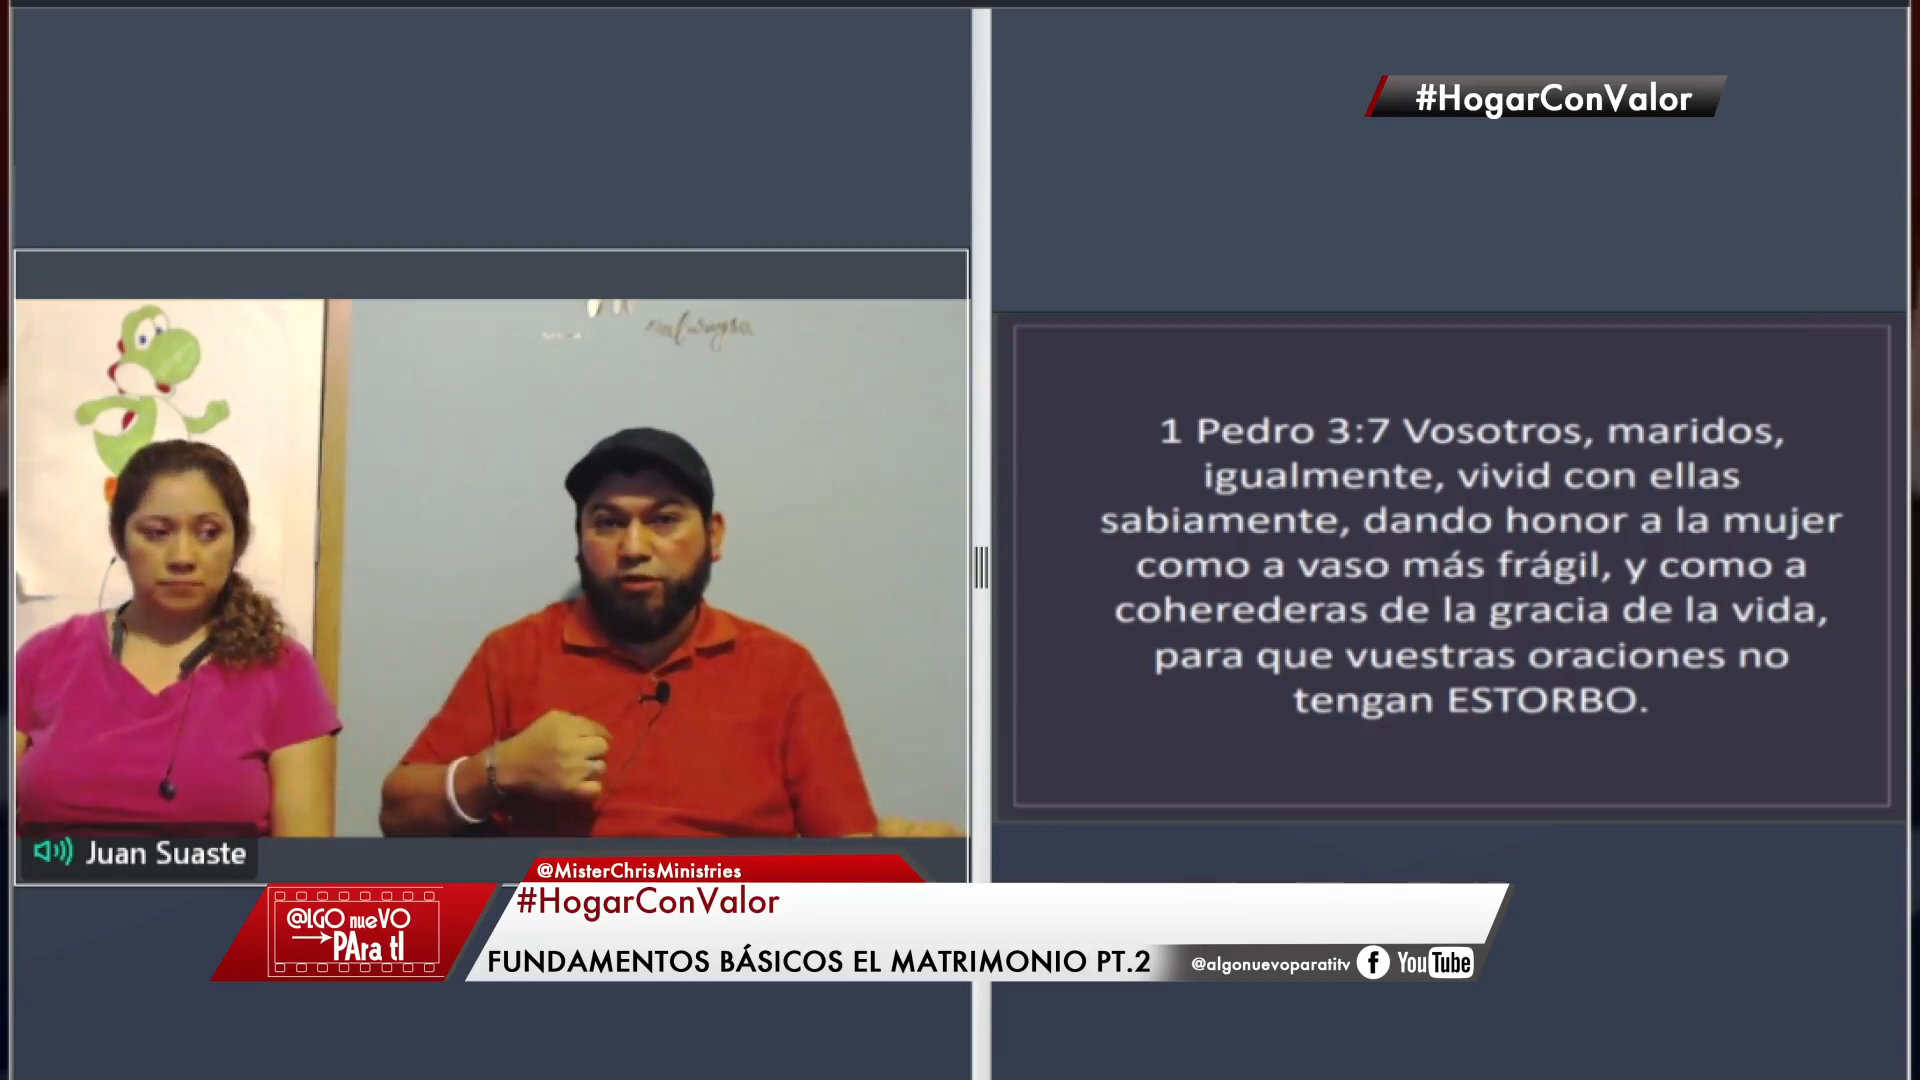 #HogarConValor
1 Pedro 3:7 Vosotros, maridos,
igualmente, vivid con ellas
sabiamente, dando honor a la mujer
como a vaso más frágil, y como a
coherederas de la gracia de la vida,
para que vuestras oraciones no
tengan ESTORBO.
Juan Suaste
@MisterChrisMinistries
#HogarConValor
@LGO nueVO
PAra tI
FUNDAMENTOS BÁSICOS EL MATRIMONIO PT.2
@algonuevoparatitv f YouTube